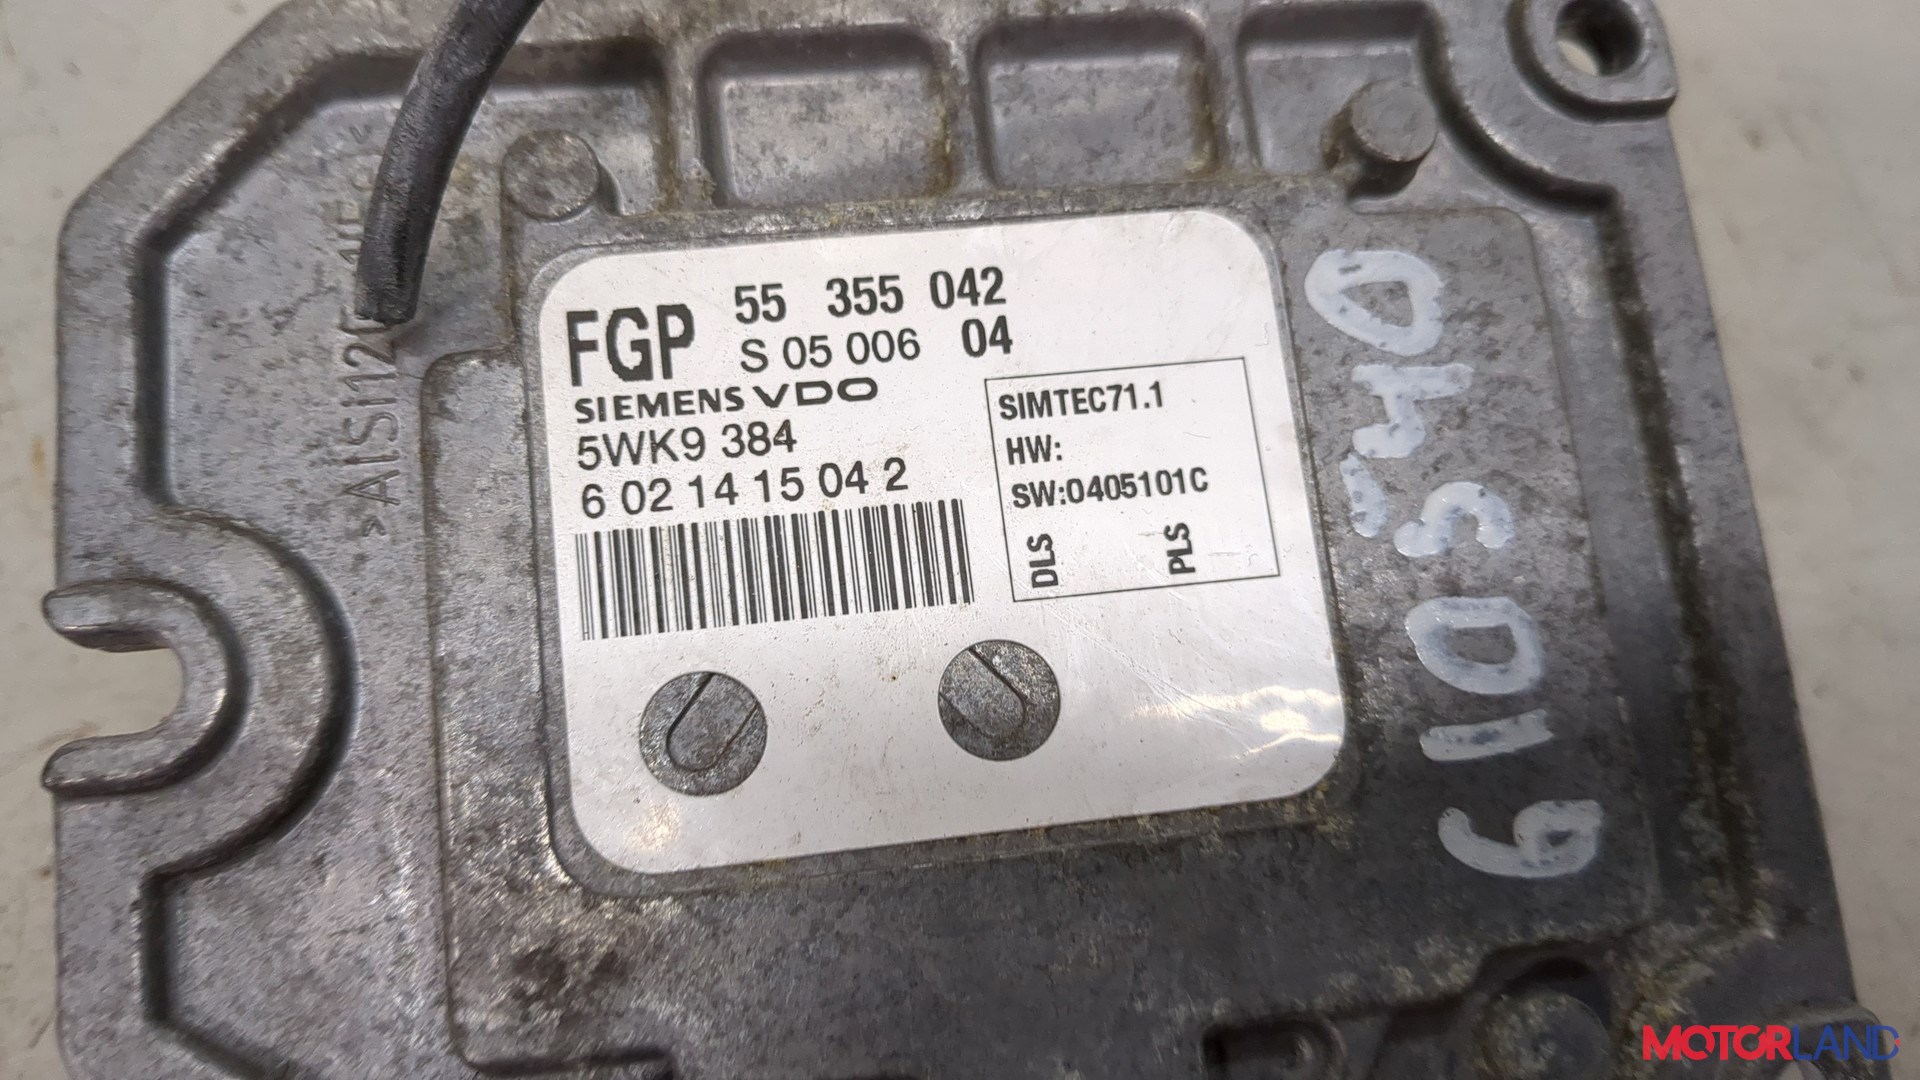 FGP 55 355 042
S 05 006 04
SIEMENS VDO
5WK9 384
6 02 14 15 04 2
SIMTEC71.1
HW:
SW:0405101C
DLS PLS
MOTORLAND